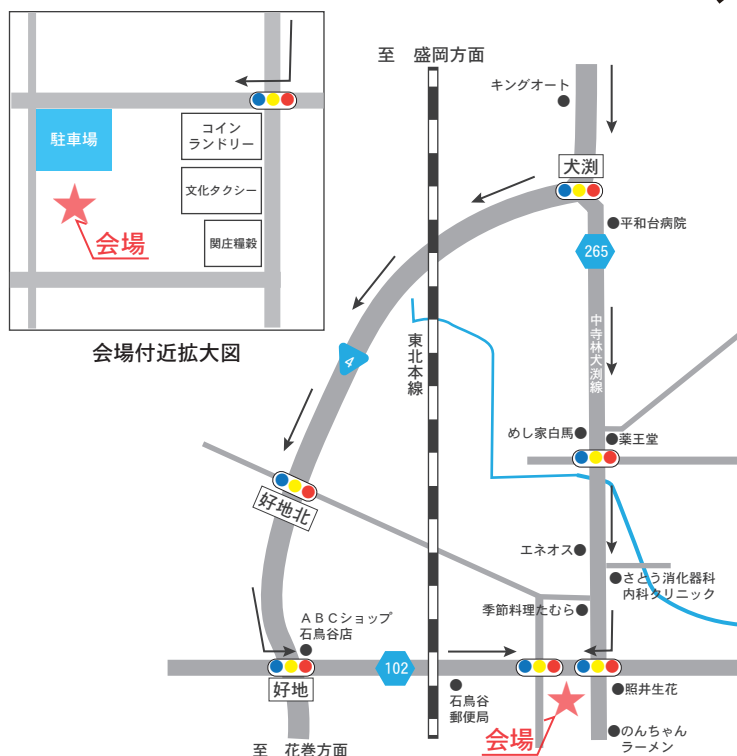 至 盛岡方面
キングオート
犬渕
駐車場
コイン
ランドリー
文化タクシー
関庄糧穀
会場
会場付近拡大図
平和台病院
265
中寺林犬渕線
東北本線
4
めし家白馬
薬王堂
好地北
エネオス
さとう消化器科
内科クリニック
季節料理たむら
ABCショップ
石鳥谷店
102
好地
石鳥谷
郵便局
照井生花
会場
のんちゃん
ラーメン
至 花巻方面